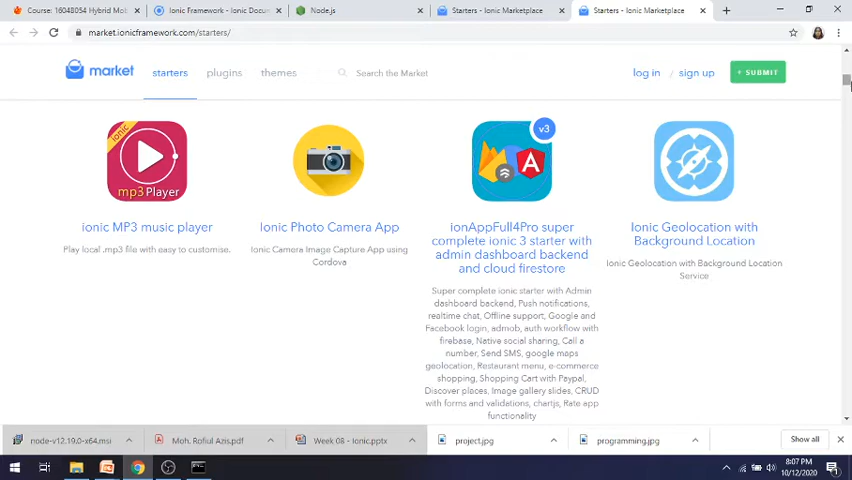 Course: 16048054 Hybrid Mob
Ionic Framework - Ionic Docu
Node.js
Starters - Ionic Marketplace
Starters - Ionic Marketplace
market.ionicframework.com/starters/
market
starters
plugins
themes
Search the Market
log in / sign up
+ SUBMIT
ionic
mp3 Player
v3
ionic MP3 music player
Play local .mp3 file with easy to customise.
Ionic Photo Camera App
Ionic Camera Image Capture App using
Cordova
ionAppFull4Pro super
complete ionic 3 starter with
admin dashboard backend
and cloud firestore
Super complete ionic starter with Admin
dashboard backend, Push notifications,
realtime chat, Offline support, Google and
Facebook login, admob, auth workflow with
firebase, Native social sharing, Call a
number, Send SMS, google maps
geolocation, Restaurant menu, e-commerce
shopping, Shopping Cart with Paypal,
Discover places, Image gallery slides, CRUD
with forms and validations, chartjs, Rate app
functionality
Ionic Geolocation with
Background Location
Ionic Geolocation with Background Location
Service
node-v12.19.0-x64.msi
Moh. Rofiul Azis.pdf
Week 08 - Ionic.pptx
project.jpg
programming.jpg
Show all
8:07 PM
10/12/2020